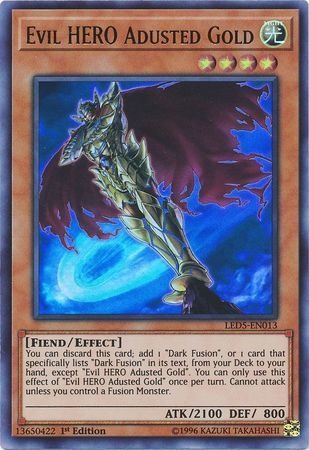 Evil HERO Adusted Gold
光
LED5-EN013
[FIEND/EFFECT]
You can discard this card; add 1 "Dark Fusion", or 1 card that
specifically lists "Dark Fusion" in its text, from your Deck to your
hand, except "Evil HERO Adusted Gold". You can only use this
effect of "Evil HERO Adusted Gold" once per turn. Cannot attack
unless you control a Fusion Monster.
ATK/2100 DEF/ 800
13650422 1st Edition ©1996 KAZUKI TAKAHASHI